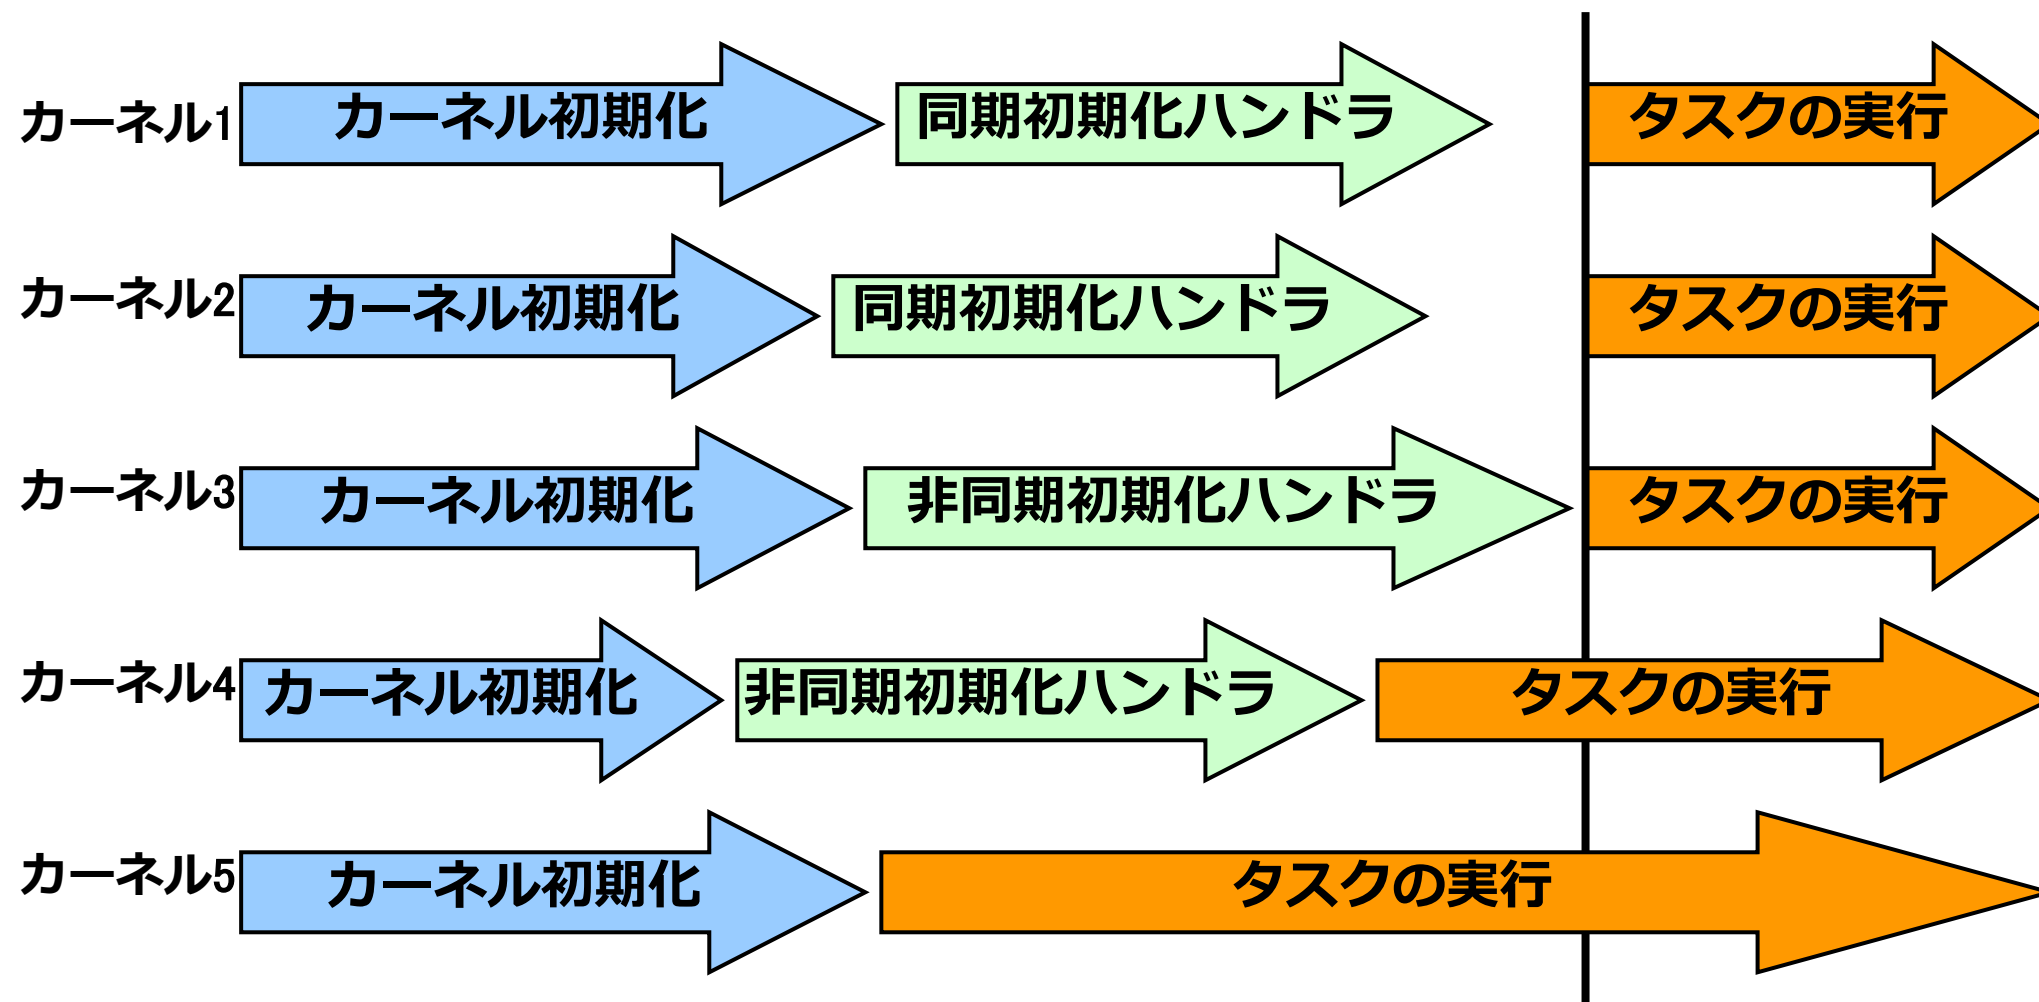 カーネル1 カーネル初期化 同期初期化ハンドラ タスクの実行
カーネル2 カーネル初期化 同期初期化ハンドラ タスクの実行
カーネル3 カーネル初期化 非同期初期化ハンドラ タスクの実行
カーネル4 カーネル初期化 非同期初期化ハンドラ タスクの実行
カーネル5 カーネル初期化 タスクの実行